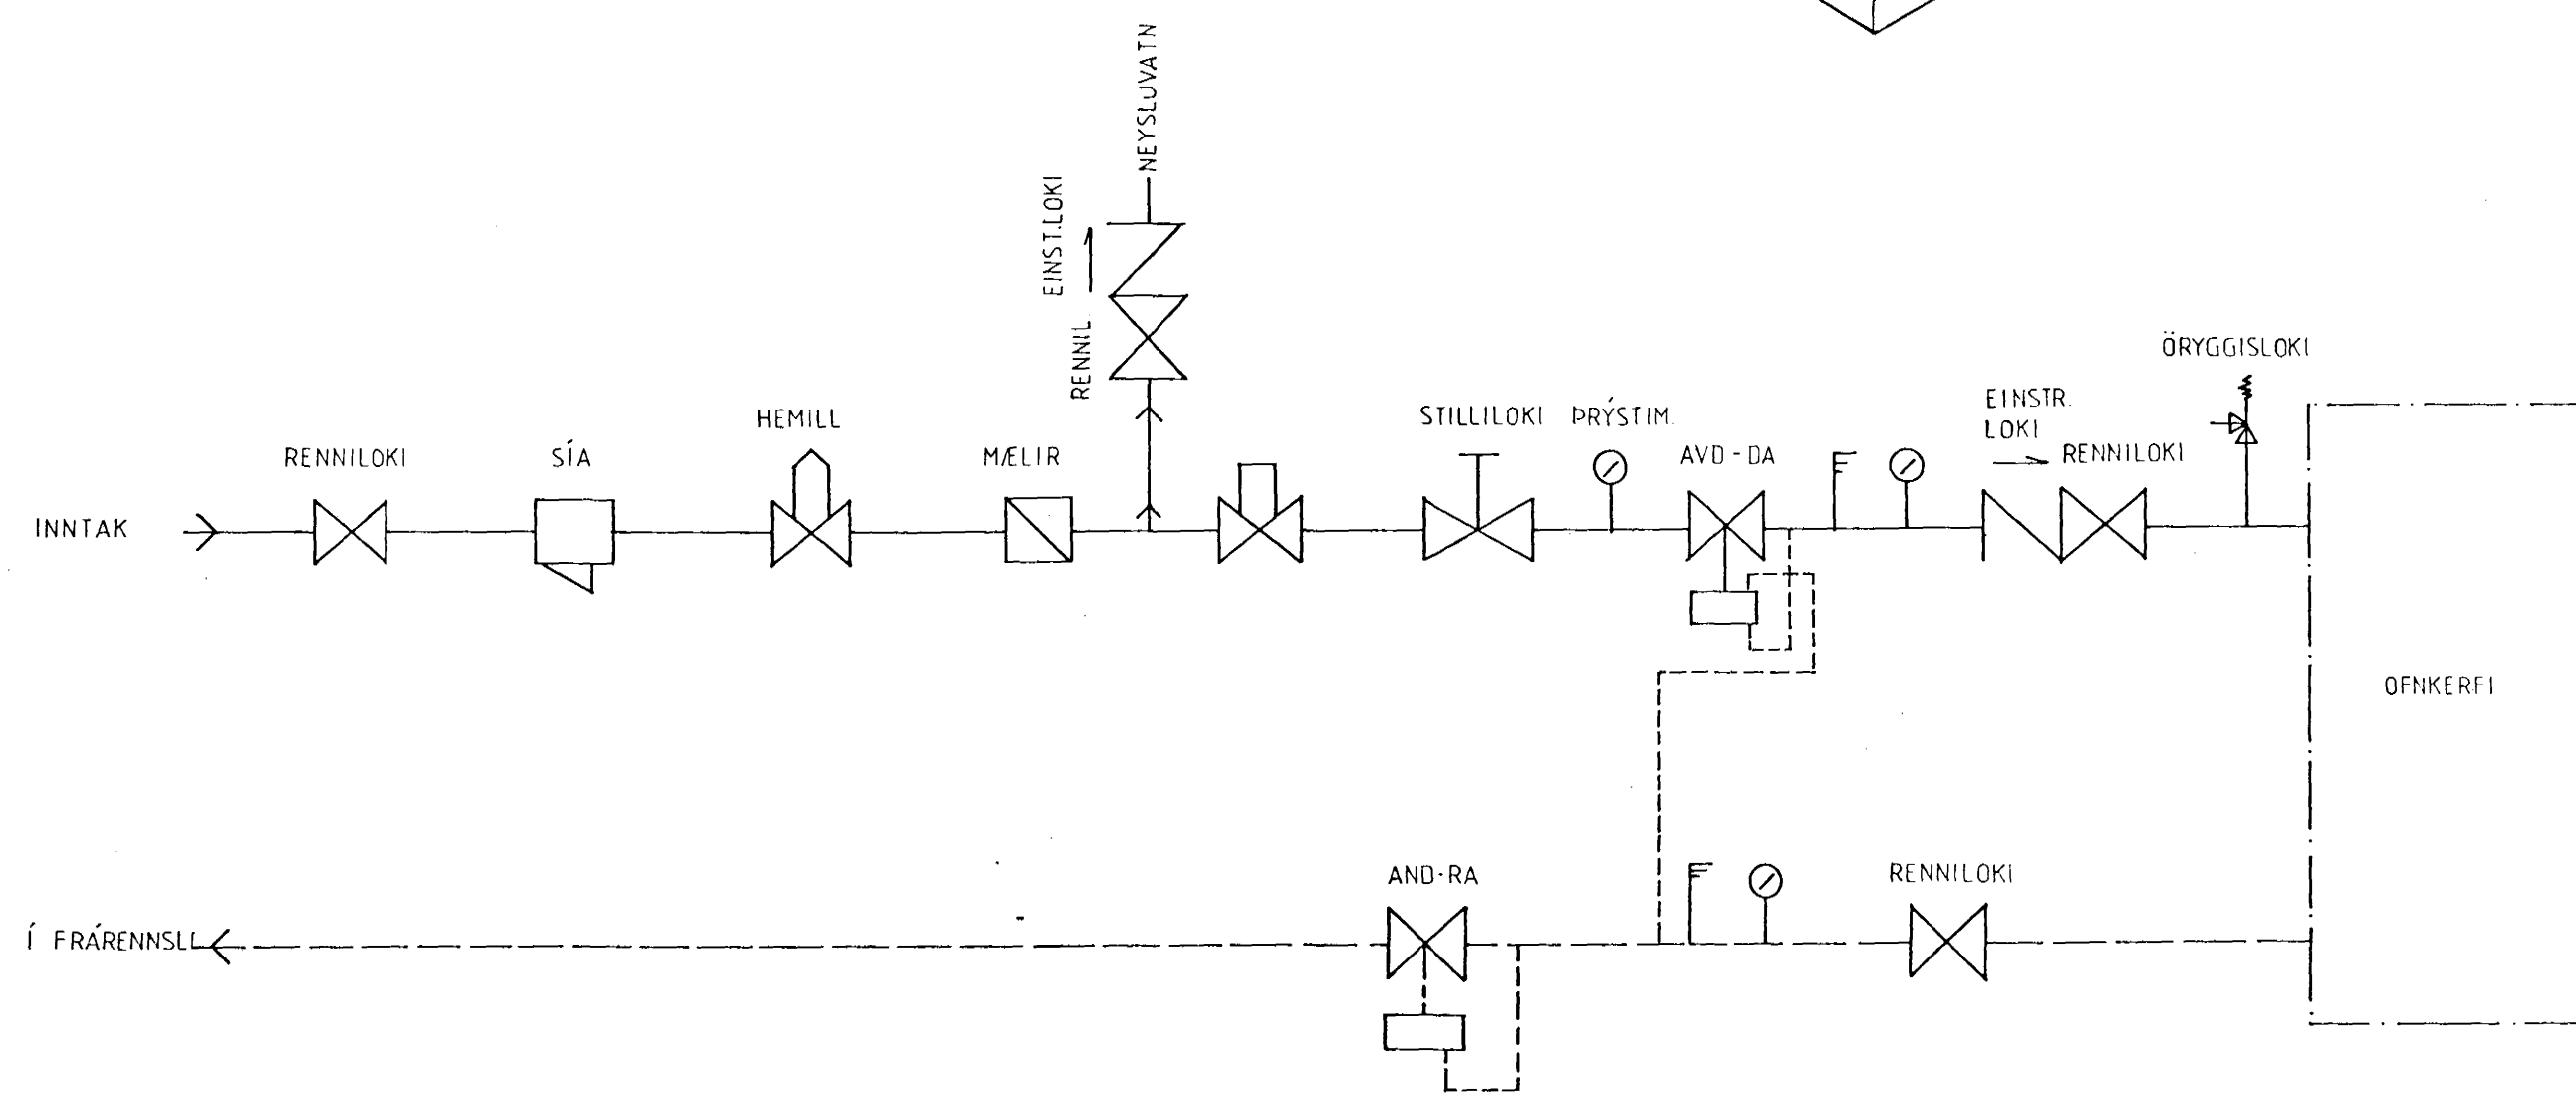 NEYSLUVATN
EINST.LOKI
RENNIL.
ÖRYGGISLOKI
HEMILL
STILLILOKI ÞRÝSTIM.
EINSTR.
LOKI
RENNILOKI
SÍA
MÆLIR
AVD-DA
RENNILOKI
INNTAK
OFNKERFI
AND-RA
RENNILOKI
Í FRÁRENNSLI